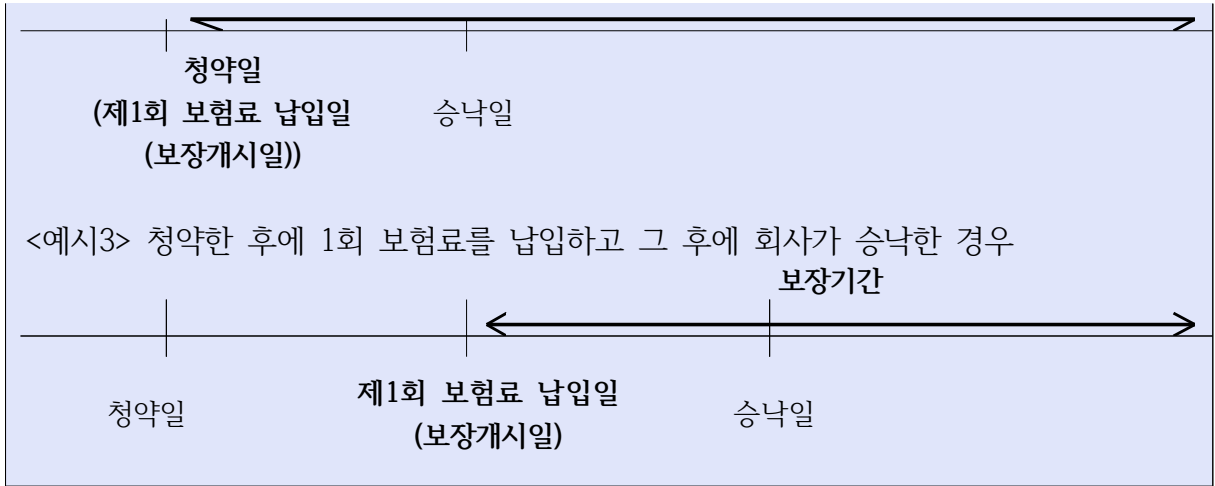 청약일
(제1회 보험료 납입일 승낙일
(보장개시일))
<예시3> 청약한 후에 1회 보험료를 납입하고 그 후에 회사가 승낙한 경우
보장기간
청약일 제1회 보험료 납입일 승낙일
(보장개시일)